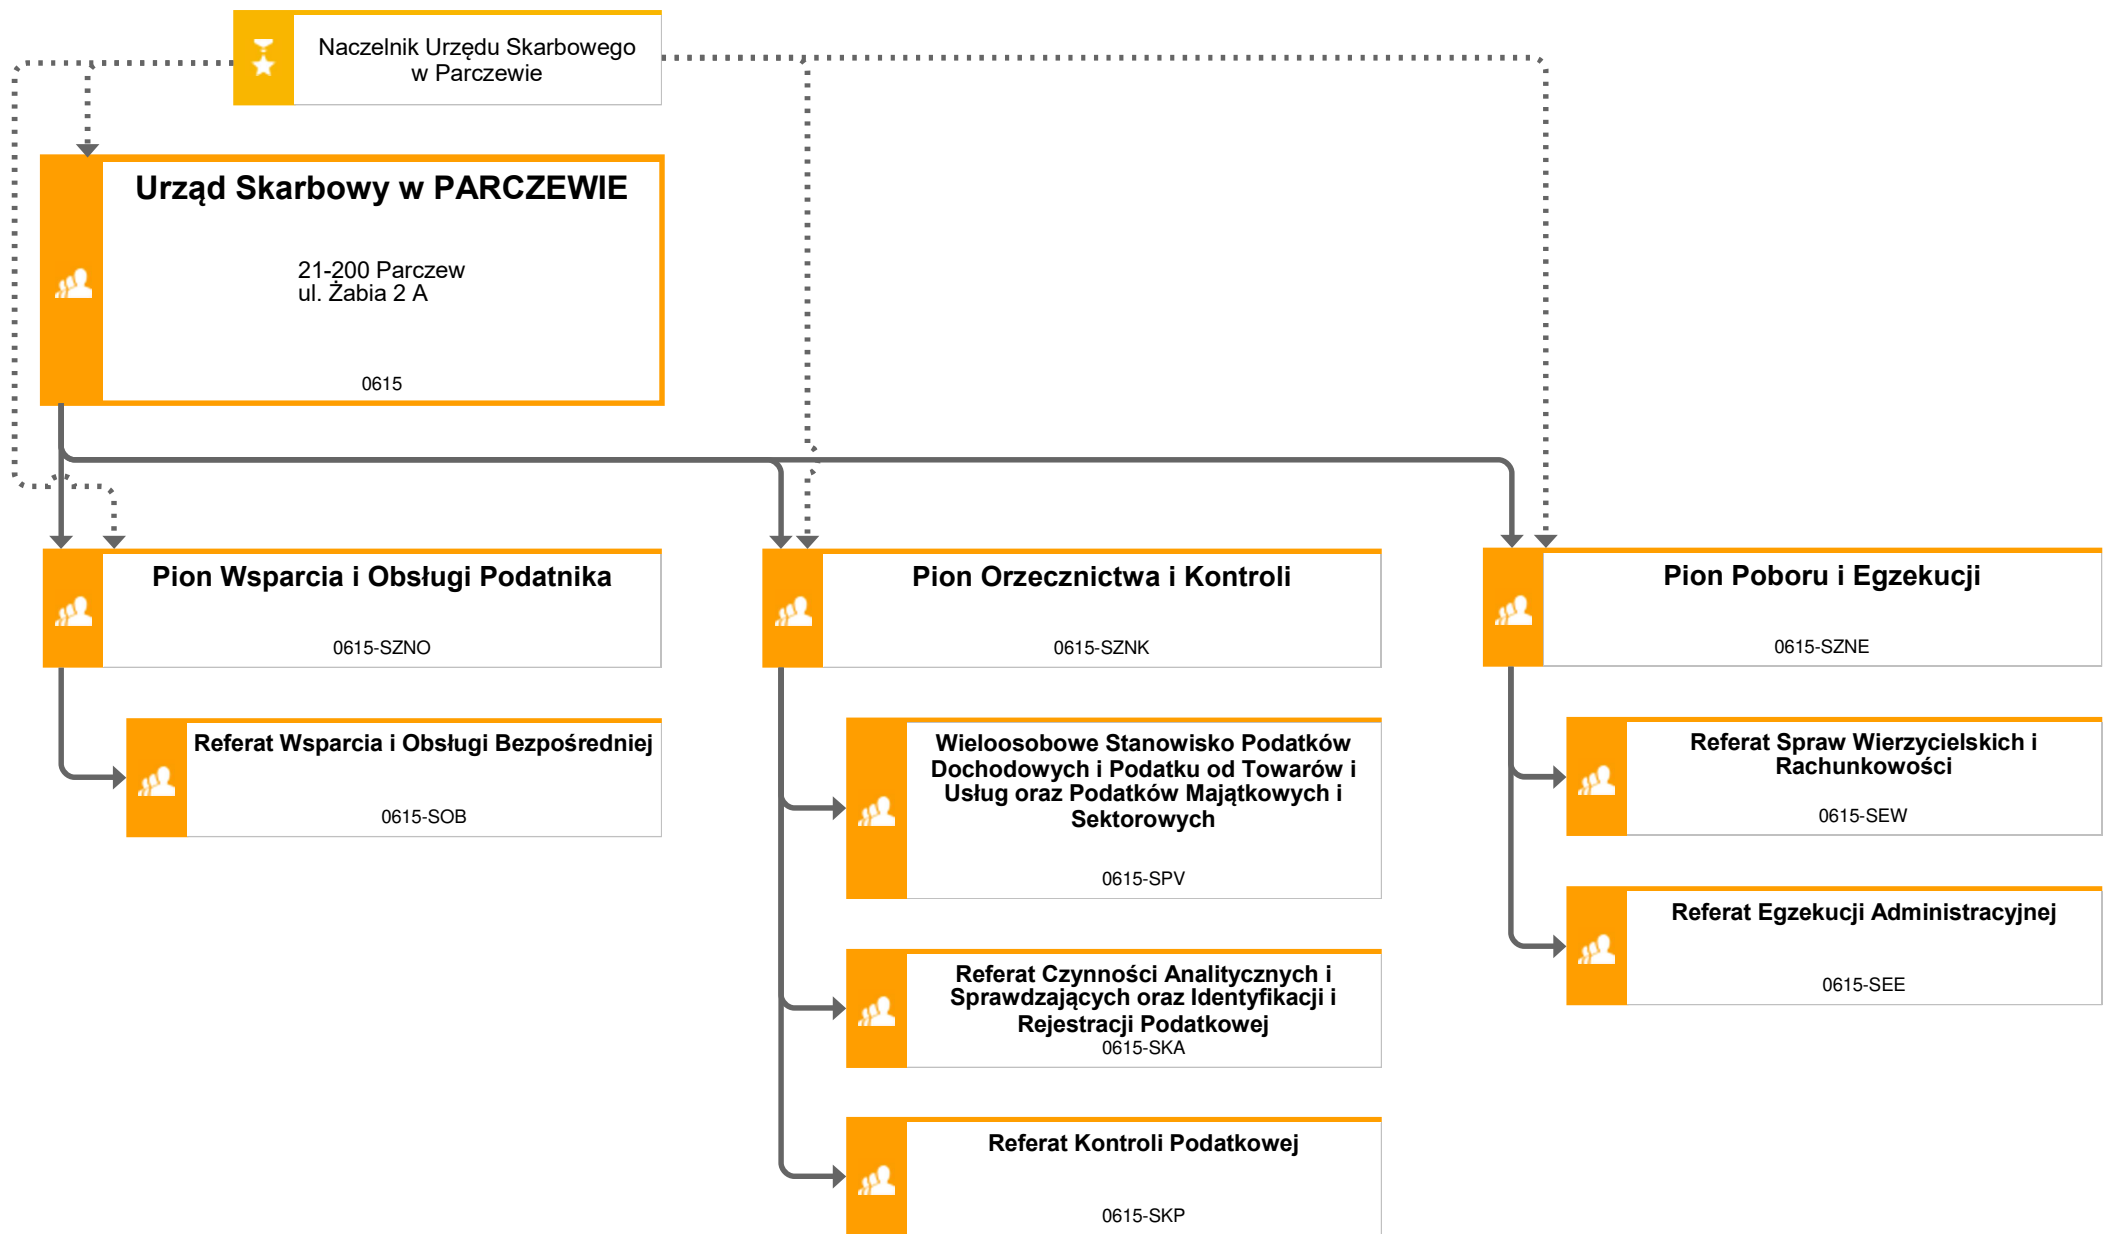 Naczelnik Urzędu Skarbowego
w Parczewie
Urząd Skarbowy w PARCZEWIE
21-200 Parczew
ul. Żabia 2 A
0615
Pion Wsparcia i Obsługi Podatnika
0615-SZNO
Referat Wsparcia i Obsługi Bezpośredniej
0615-SOB
Pion Orzecznictwa i Kontroli
0615-SZNK
Wieloosobowe Stanowisko Podatków
Dochodowych i Podatku od Towarów i
Usług oraz Podatków Majątkowych i
Sektorowych
0615-SPV
Referat Czynności Analitycznych i
Sprawdzających oraz Identyfikacji i
Rejestracji Podatkowej
0615-SKA
Referat Kontroli Podatkowej
0615-SKP
Pion Poboru i Egzekucji
0615-SZNE
Referat Spraw Wierzycielskich i
Rachunkowości
0615-SEW
Referat Egzekucji Administracyjnej
0615-SEE